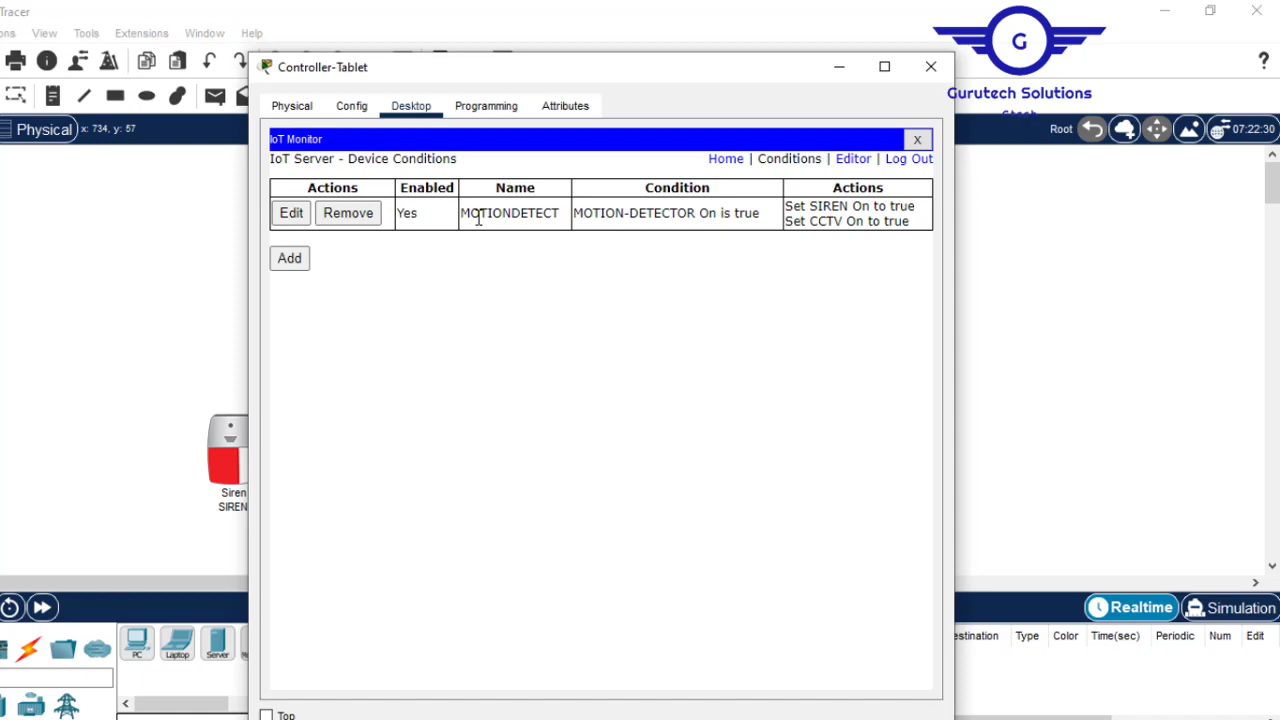 Tracer
ons View Tools Extensions Window Help
G
Gurutech Solutions
Controller-Tablet
Physical Config Desktop Programming Attributes
Physical x: 734, y: 57
Root 07:22:30
IoT Monitor X
IoT Server - Device Conditions Home | Conditions | Editor | Log Out
Actions Enabled Name Condition Actions
Edit Remove Yes MOTIONDETECT MOTION-DETECTOR On is true Set SIREN On to true
Set CCTV On to true
Add
Siren
SIREN
Realtime Simulation
PC Laptop Server
estination Type Color Time(sec) Periodic Num Edit
Top